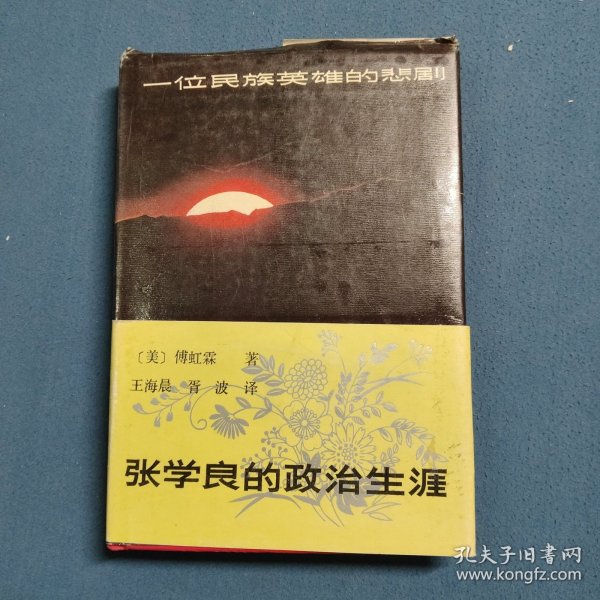 一位民族英雄的悲剧
〔美〕傅虹霖 著
王海晨 胥波 译
张学良的政治生涯
孔夫子旧书网
www.kongfz.com